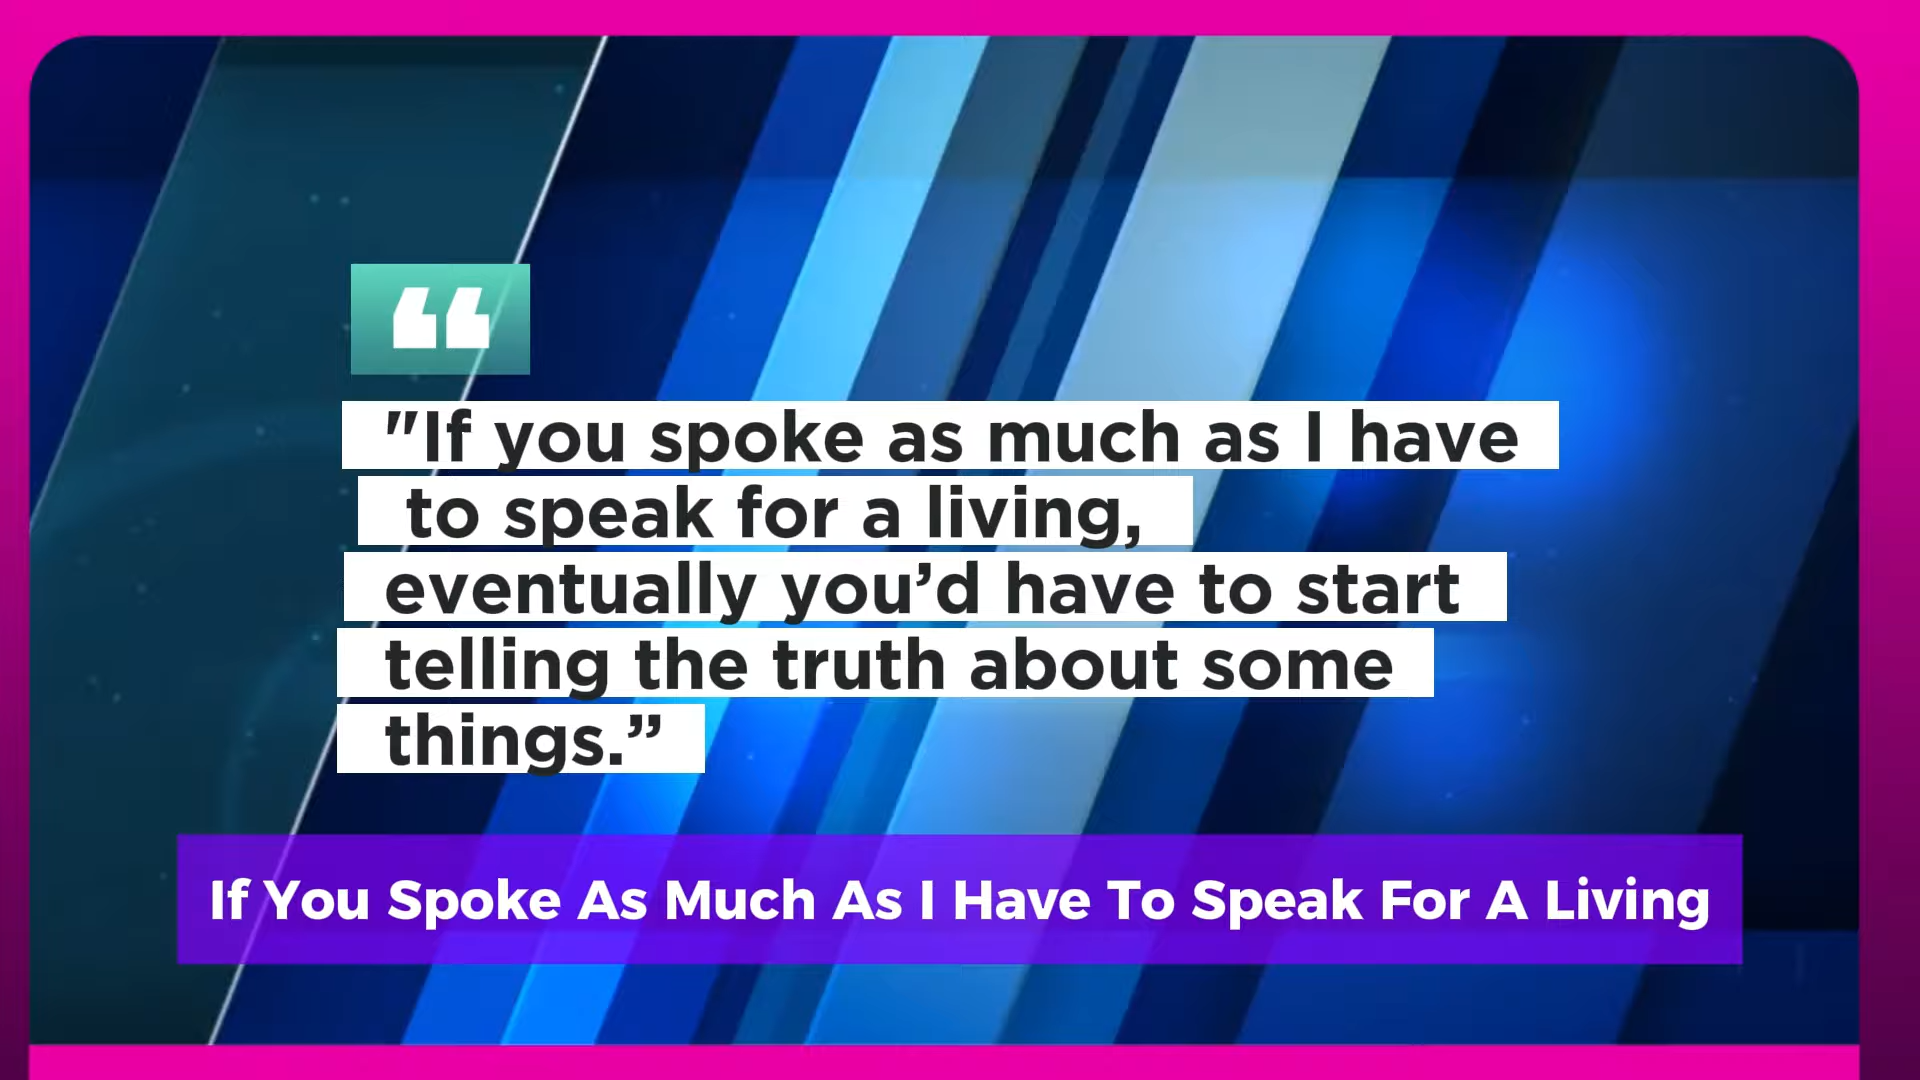 "If you spoke as much as I have
to speak for a living,
eventually you’d have to start
telling the truth about some
things.”
If You Spoke As Much As I Have To Speak For A Living